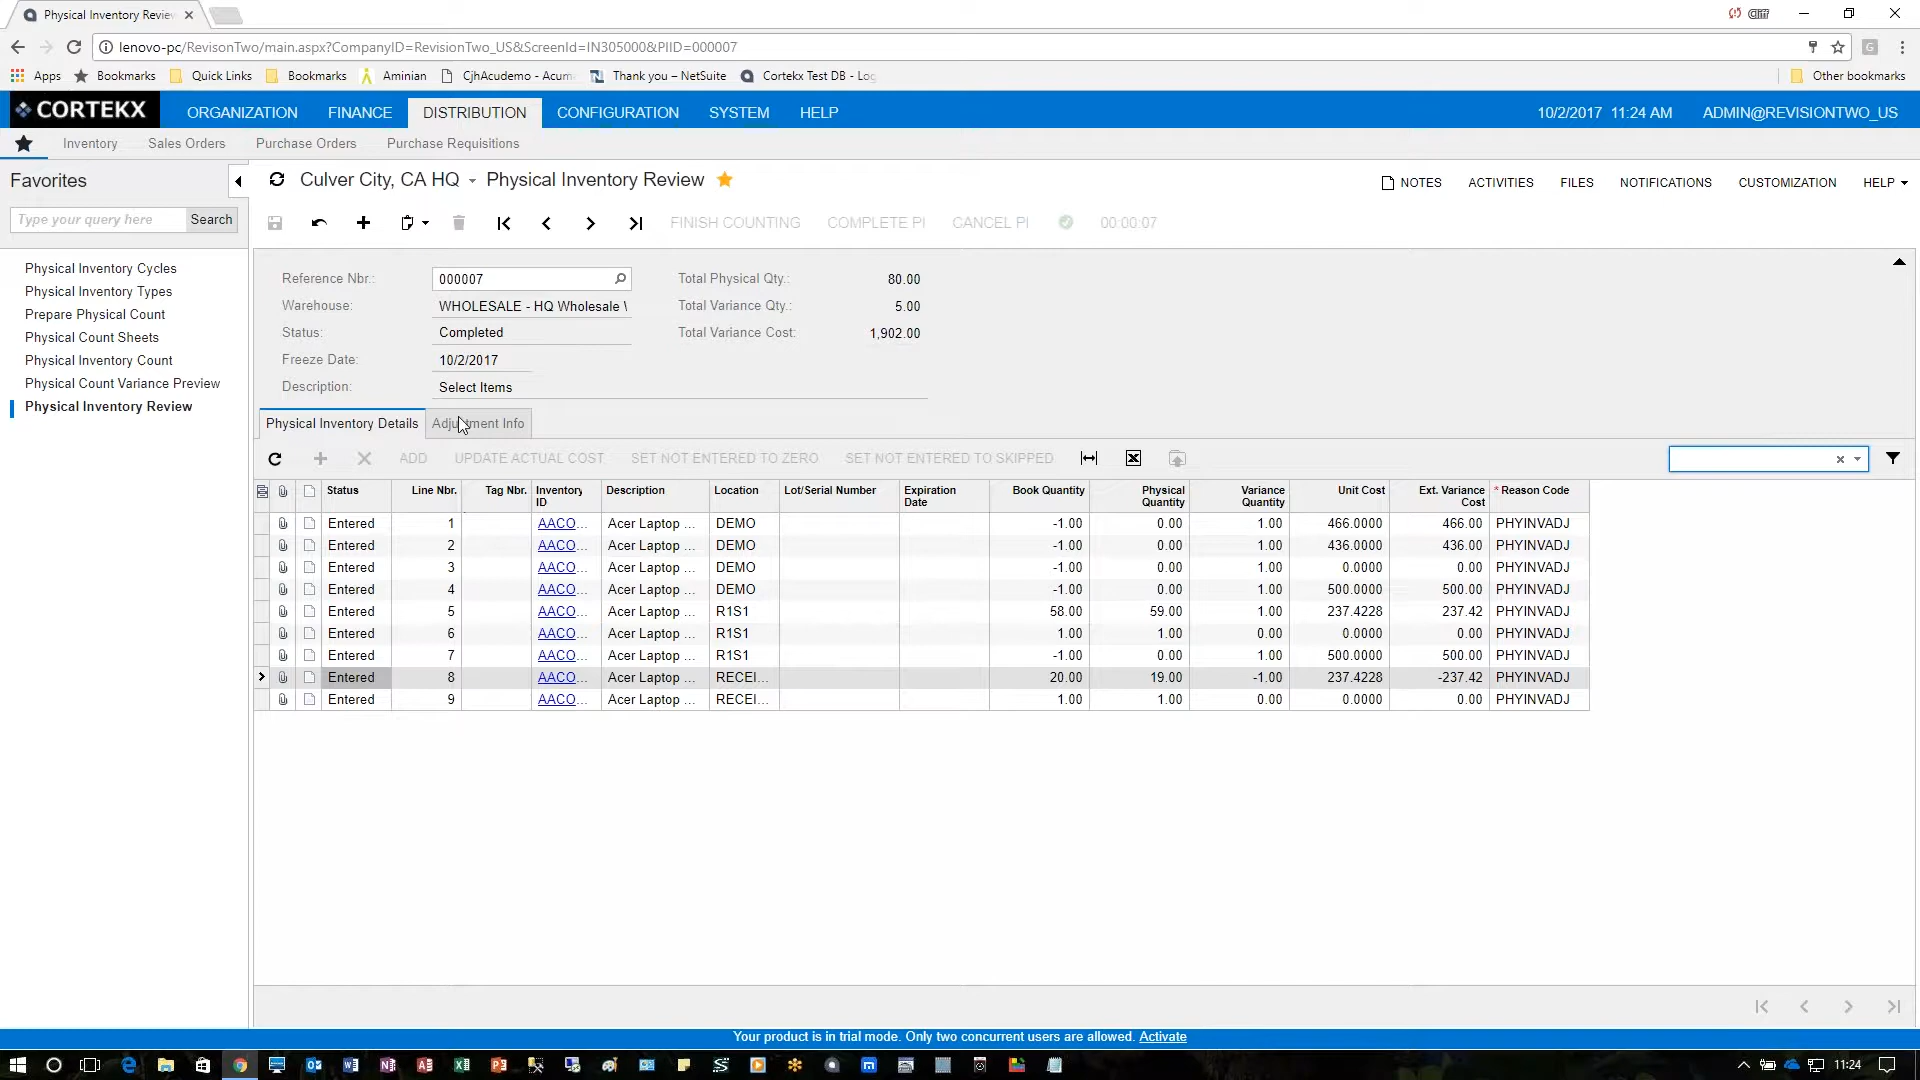 Physical Inventory Review
lenovo-pc/RevisonTwo/main.aspx?CompanyID=RevisionTwo_US&ScreenId=IN305000&PIID=000007
Apps Bookmarks Quick Links Bookmarks Aminian CjhAcudemo - Acum Thank you – NetSuite Cortekx Test DB - Log Other bookmarks
CORTEKX ORGANIZATION FINANCE DISTRIBUTION CONFIGURATION SYSTEM HELP 10/2/2017 11:24 AM ADMIN@REVISIONTWO_US
Inventory Sales Orders Purchase Orders Purchase Requisitions
Favorites
Type your query here Search
Physical Inventory Cycles
Physical Inventory Types
Prepare Physical Count
Physical Count Sheets
Physical Inventory Count
Physical Count Variance Preview
Physical Inventory Review
Culver City, CA HQ Physical Inventory Review NOTES ACTIVITIES FILES NOTIFICATIONS CUSTOMIZATION HELP
FINISH COUNTING COMPLETE PI CANCEL PI 00:00:07
Reference Nbr.: 000007 Total Physical Qty.: 80.00
Warehouse: WHOLESALE - HQ Wholesale Total Variance Qty.: 5.00
Status: Completed Total Variance Cost: 1,902.00
Freeze Date: 10/2/2017
Description: Select Items
Physical Inventory Details Adjustment Info
ADD UPDATE ACTUAL COST SET NOT ENTERED TO ZERO SET NOT ENTERED TO SKIPPED
Status Line Nbr. Tag Nbr. Inventory ID Description Location Lot/Serial Number Expiration Date Book Quantity Physical Quantity Variance Quantity Unit Cost Ext. Variance Cost * Reason Code
Entered 1 AACO... Acer Laptop ... DEMO -1.00 0.00 1.00 466.0000 466.00 PHYINVADJ
Entered 2 AACO... Acer Laptop ... DEMO -1.00 0.00 1.00 436.0000 436.00 PHYINVADJ
Entered 3 AACO... Acer Laptop ... DEMO -1.00 0.00 1.00 0.0000 0.00 PHYINVADJ
Entered 4 AACO... Acer Laptop ... DEMO -1.00 0.00 1.00 500.0000 500.00 PHYINVADJ
Entered 5 AACO... Acer Laptop ... R1S1 58.00 59.00 1.00 237.4228 237.42 PHYINVADJ
Entered 6 AACO... Acer Laptop ... R1S1 1.00 1.00 0.00 0.0000 0.00 PHYINVADJ
Entered 7 AACO... Acer Laptop ... R1S1 -1.00 0.00 1.00 500.0000 500.00 PHYINVADJ
Entered 8 AACO... Acer Laptop ... RECEI... 20.00 19.00 -1.00 237.4228 -237.42 PHYINVADJ
Entered 9 AACO... Acer Laptop ... RECEI... 1.00 1.00 0.00 0.0000 0.00 PHYINVADJ
Your product is in trial mode. Only two concurrent users are allowed. Activate
11:24